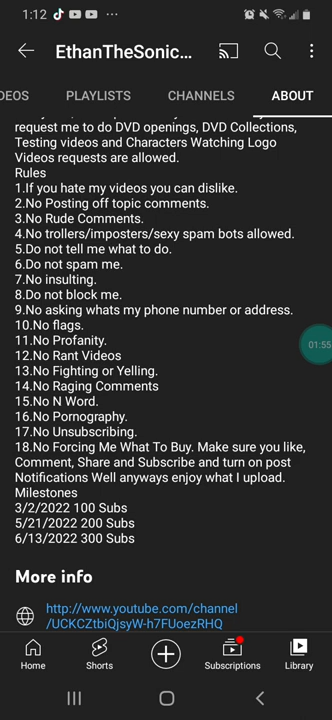 1:12
EthanTheSonic...
DEOS PLAYLISTS CHANNELS ABOUT
request me to do DVD openings, DVD Collections,
Testing videos and Characters Watching Logo
Videos requests are allowed.
Rules
1.If you hate my videos you can dislike.
2.No Posting off topic comments.
3.No Rude Comments.
4.No trollers/imposters/sexy spam bots allowed.
5.Do not tell me what to do.
6.Do not spam me.
7.No insulting.
8.Do not block me.
9.No asking whats my phone number or address.
10.No flags.
11.No Profanity.
12.No Rant Videos
13.No Fighting or Yelling.
14.No Raging Comments
15.No N Word.
16.No Pornography.
17.No Unsubscribing.
18.No Forcing Me What To Buy. Make sure you like,
Comment, Share and Subscribe and turn on post
Notifications Well anyways enjoy what I upload.
Milestones
3/2/2022 100 Subs
5/21/2022 200 Subs
6/13/2022 300 Subs
01:55
More info
http://www.youtube.com/channel
/UCKCZtbiQjsyW-h7FUoezRHQ
Home Shorts Subscriptions Library